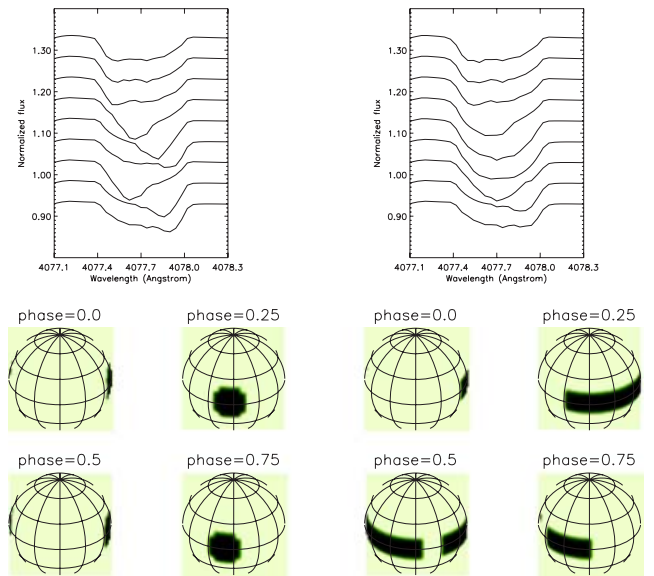 1.30
1.20
1.10
1.00
0.90
Normalized flux
4077.1 4077.4 4077.7 4078.0 4078.3
Wavelength (Angstrom)
1.30
1.20
1.10
1.00
0.90
Normalized flux
4077.1 4077.4 4077.7 4078.0 4078.3
Wavelength (Angstrom)
phase=0.0 phase=0.25 phase=0.0 phase=0.25
phase=0.5 phase=0.75 phase=0.5 phase=0.75